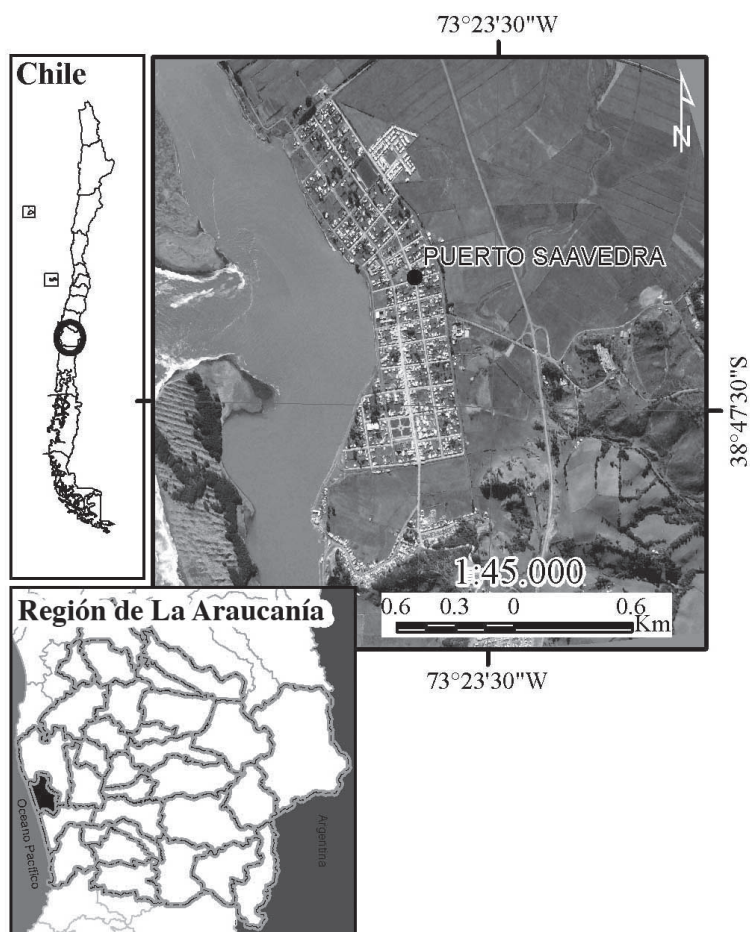 73°23'30"W
Chile
N
PUERTO SAAVEDRA
38°47'30"S
1:45.000
0.6 0.3 0 0.6
Km
73°23'30"W
Región de La Araucanía
Oceano Pacífico
Argentina